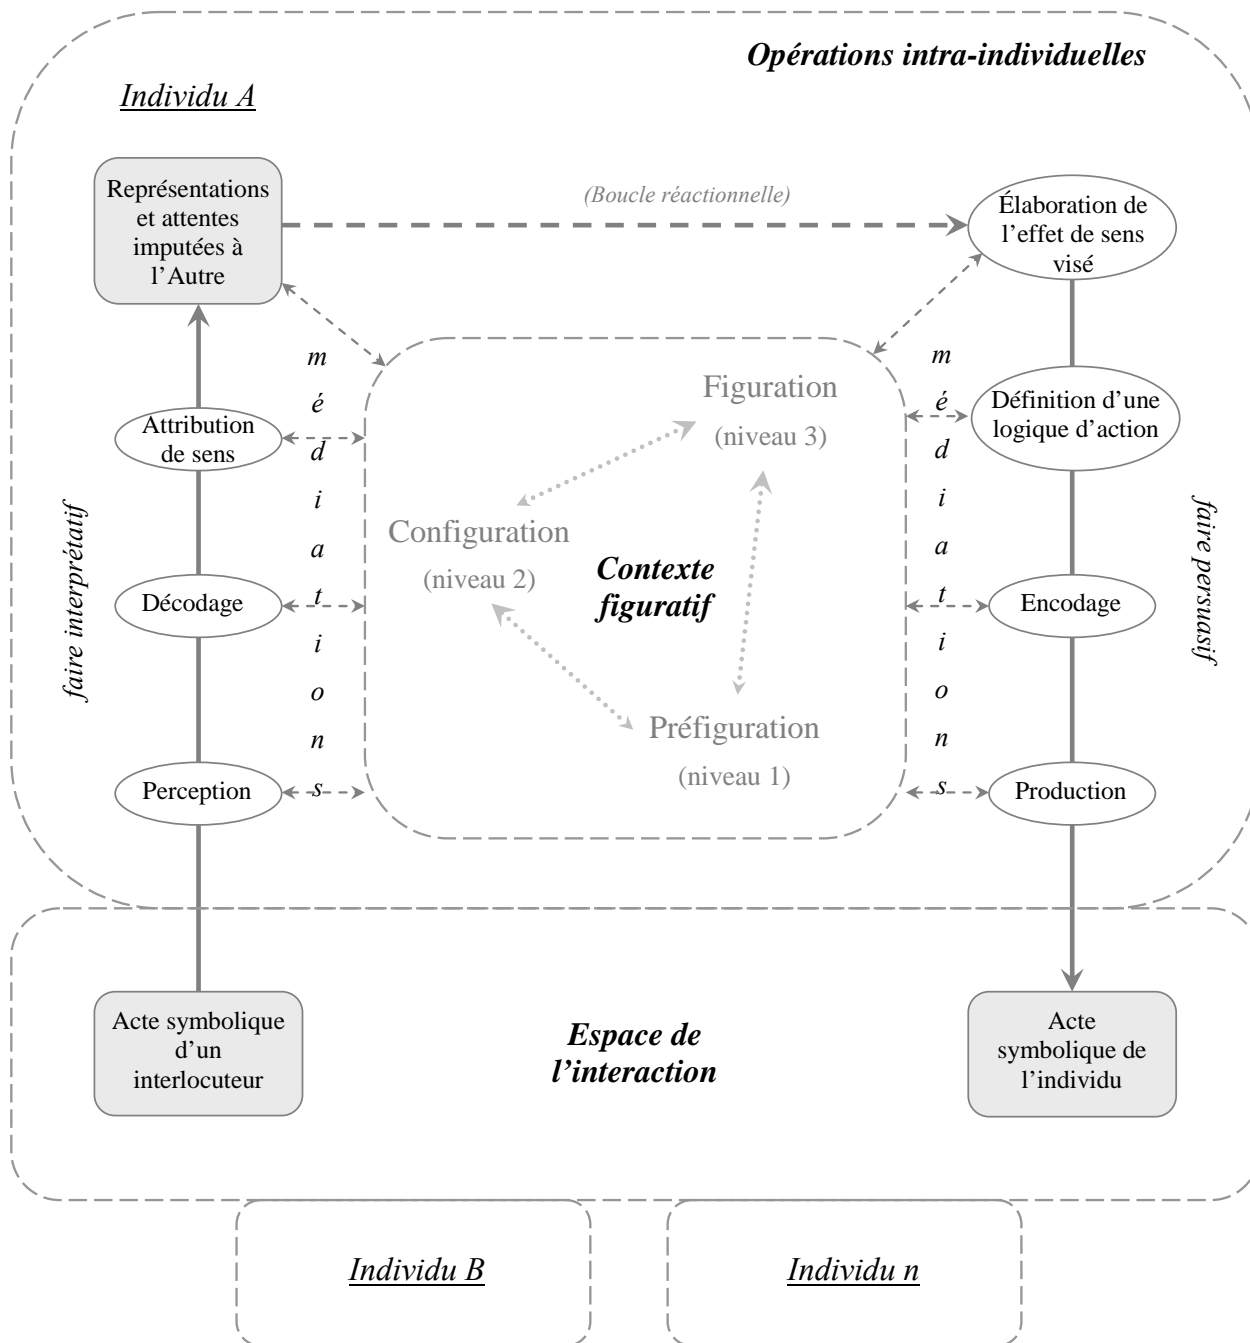 Opérations intra-individuelles
Individu A
Représentations
et attentes
imputées à
l’Autre
(Boucle réactionnelle)
Élaboration de
l’effet de sens
visé
médiations
médiations
Figuration
(niveau 3)
Attribution
de sens
Définition d’une
logique d’action
Configuration
(niveau 2)
Contexte
figuratif
faire interprétatif
faire persuasif
Décodage
Encodage
Préfiguration
(niveau 1)
Perception
Production
Acte symbolique
d’un
interlocuteur
Espace de
l’interaction
Acte
symbolique de
l’individu
Individu B
Individu n